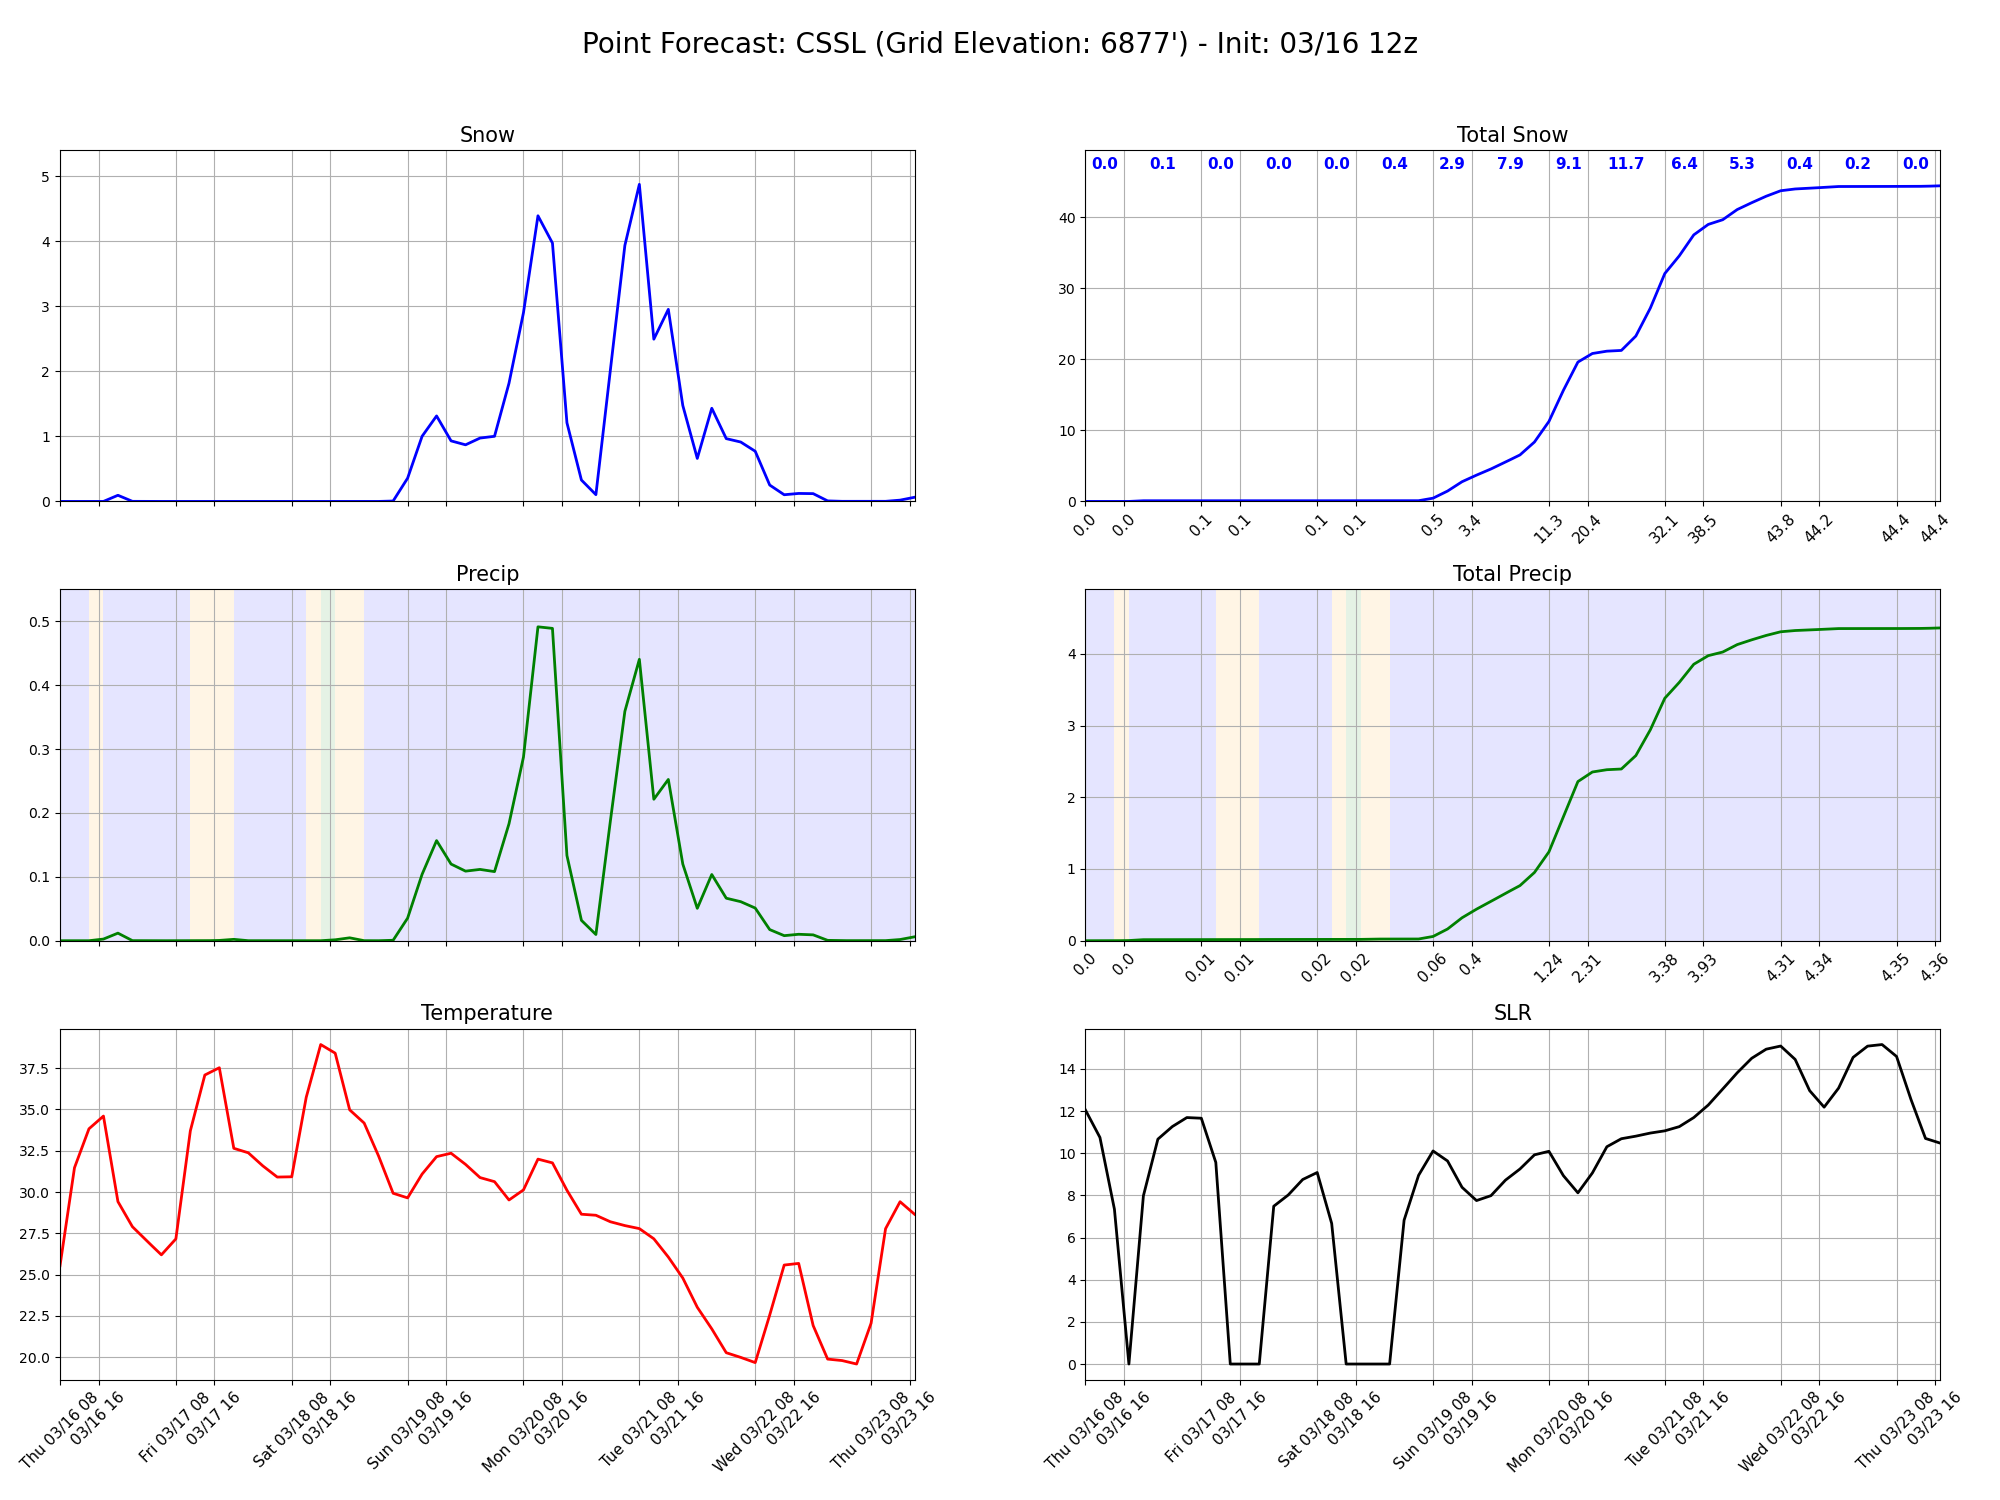 Point Forecast: CSSL (Grid Elevation: 6877') - Init: 03/16 12z
Snow
5
4
3
2
1
0
Total Snow
0.0 0.1 0.0 0.0 0.0 0.4 2.9 7.9 9.1 11.7 6.4 5.3 0.4 0.2 0.0
40
30
20
10
0
0.0 0.0 0.1 0.1 0.1 0.1 0.5 3.4 11.3 20.4 32.1 38.5 43.8 44.2 44.4 44.4
Precip
0.5
0.4
0.3
0.2
0.1
0.0
Total Precip
4
3
2
1
0
0.0 0.0 0.01 0.01 0.02 0.02 0.06 0.4 1.24 2.31 3.38 3.93 4.31 4.34 4.35 4.36
Temperature
37.5
35.0
32.5
30.0
27.5
25.0
22.5
20.0
Thu 03/16 08
03/16 16
Fri 03/17 08
03/17 16
Sat 03/18 08
03/18 16
Sun 03/19 08
03/19 16
Mon 03/20 08
03/20 16
Tue 03/21 08
03/21 16
Wed 03/22 08
03/22 16
Thu 03/23 08
03/23 16
SLR
14
12
10
8
6
4
2
0
Thu 03/16 08
03/16 16
Fri 03/17 08
03/17 16
Sat 03/18 08
03/18 16
Sun 03/19 08
03/19 16
Mon 03/20 08
03/20 16
Tue 03/21 08
03/21 16
Wed 03/22 08
03/22 16
Thu 03/23 08
03/23 16